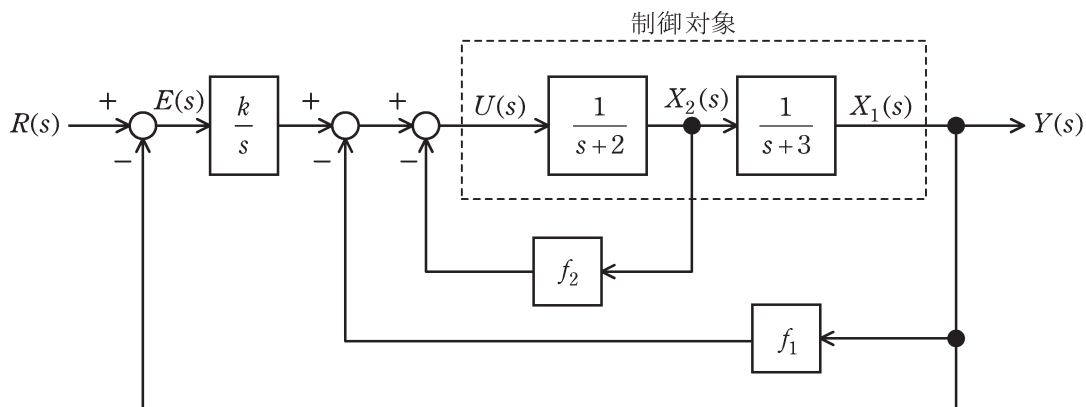 制御対象
R(s)
+
−
E(s)
k/s
+
−
+
−
U(s)
1/(s+2)
X₂(s)
1/(s+3)
X₁(s)
Y(s)
f₂
f₁